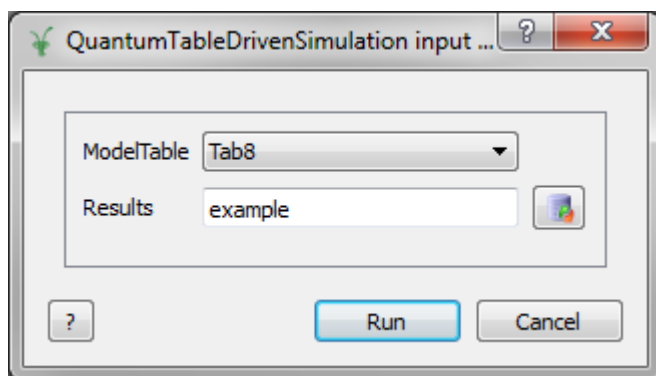 QuantumTableDrivenSimulation input ...
?
X
ModelTable Tab8
Results example
? Run Cancel